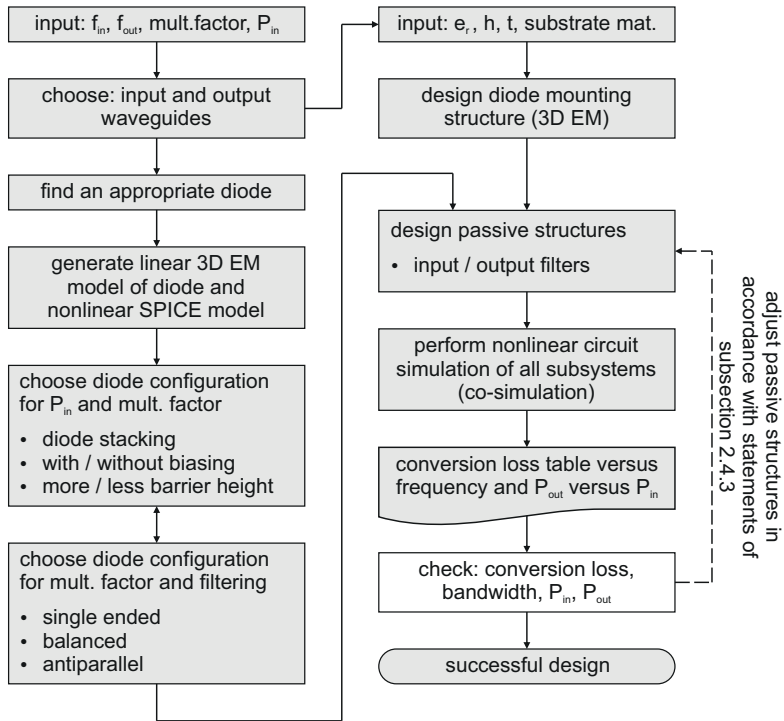 input: f_in, f_out, mult.factor, P_in
choose: input and output
waveguides
find an appropriate diode
generate linear 3D EM
model of diode and
nonlinear SPICE model
choose diode configuration
for P_in and mult. factor
• diode stacking
• with / without biasing
• more / less barrier height
choose diode configuration
for mult. factor and filtering
• single ended
• balanced
• antiparallel
input: e_r, h, t, substrate mat.
design diode mounting
structure (3D EM)
design passive structures
• input / output filters
perform nonlinear circuit
simulation of all subsystems
(co-simulation)
conversion loss table versus
frequency and P_out versus P_in
check: conversion loss,
bandwidth, P_in, P_out
successful design
adjust passive structures in
accordance with statements of
subsection 2.4.3